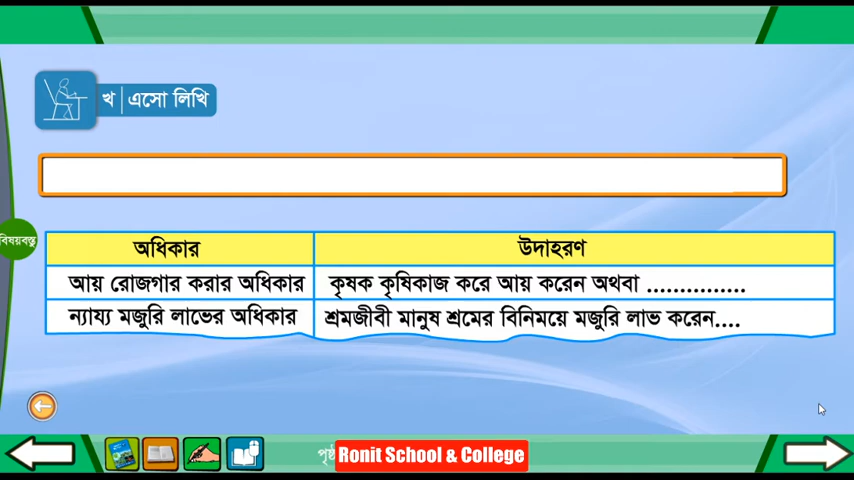 খ এসো লিখি
বিষয়বস্তু
অধিকার উদাহরণ
আয় রোজগার করার অধিকার কৃষক কৃষিকাজ করে আয় করেন অথবা ...............
ন্যায্য মজুরি লাভের অধিকার শ্রমজীবী মানুষ শ্রমের বিনিময়ে মজুরি লাভ করেন....
Ronit School & College